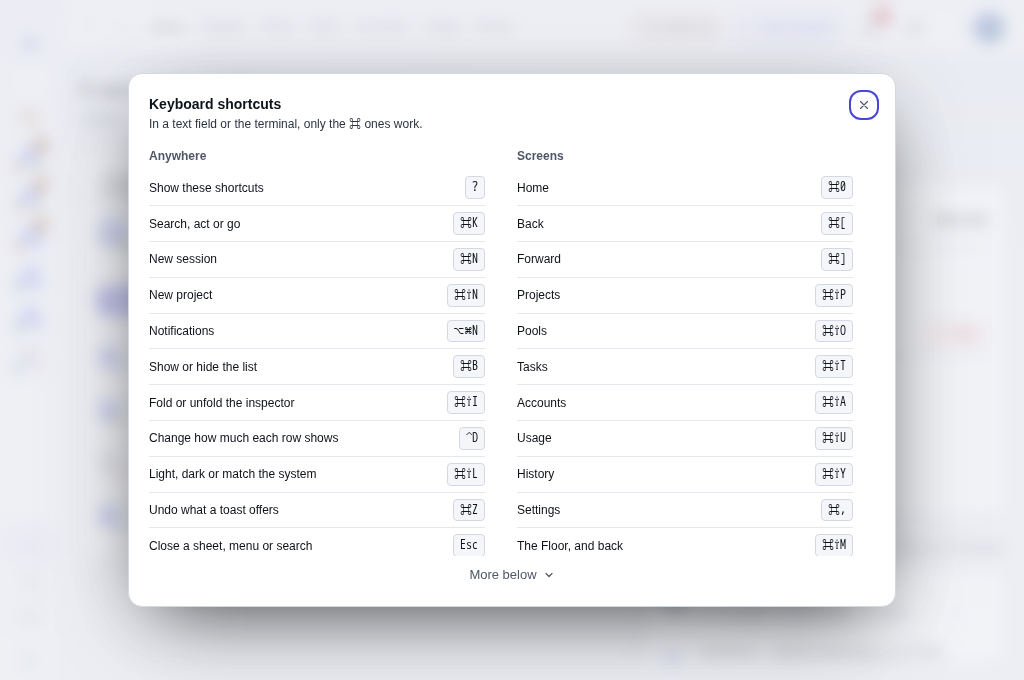 Keyboard shortcuts
In a text field or the terminal, only the ⌘ ones work.
Anywhere
Show these shortcuts ?
Search, act or go ⌘K
New session ⌘N
New project ⌘⇧N
Notifications ⌥⌘N
Show or hide the list ⌘B
Fold or unfold the inspector ⌘⇧I
Change how much each row shows ^D
Light, dark or match the system ⌘⇧L
Undo what a toast offers ⌘Z
Close a sheet, menu or search Esc
Screens
Home ⌘0
Back ⌘[
Forward ⌘]
Projects ⌘⇧P
Pools ⌘⇧O
Tasks ⌘⇧T
Accounts ⌘⇧A
Usage ⌘⇧U
History ⌘⇧Y
Settings ⌘,
The Floor, and back ⌘⇧M
More below